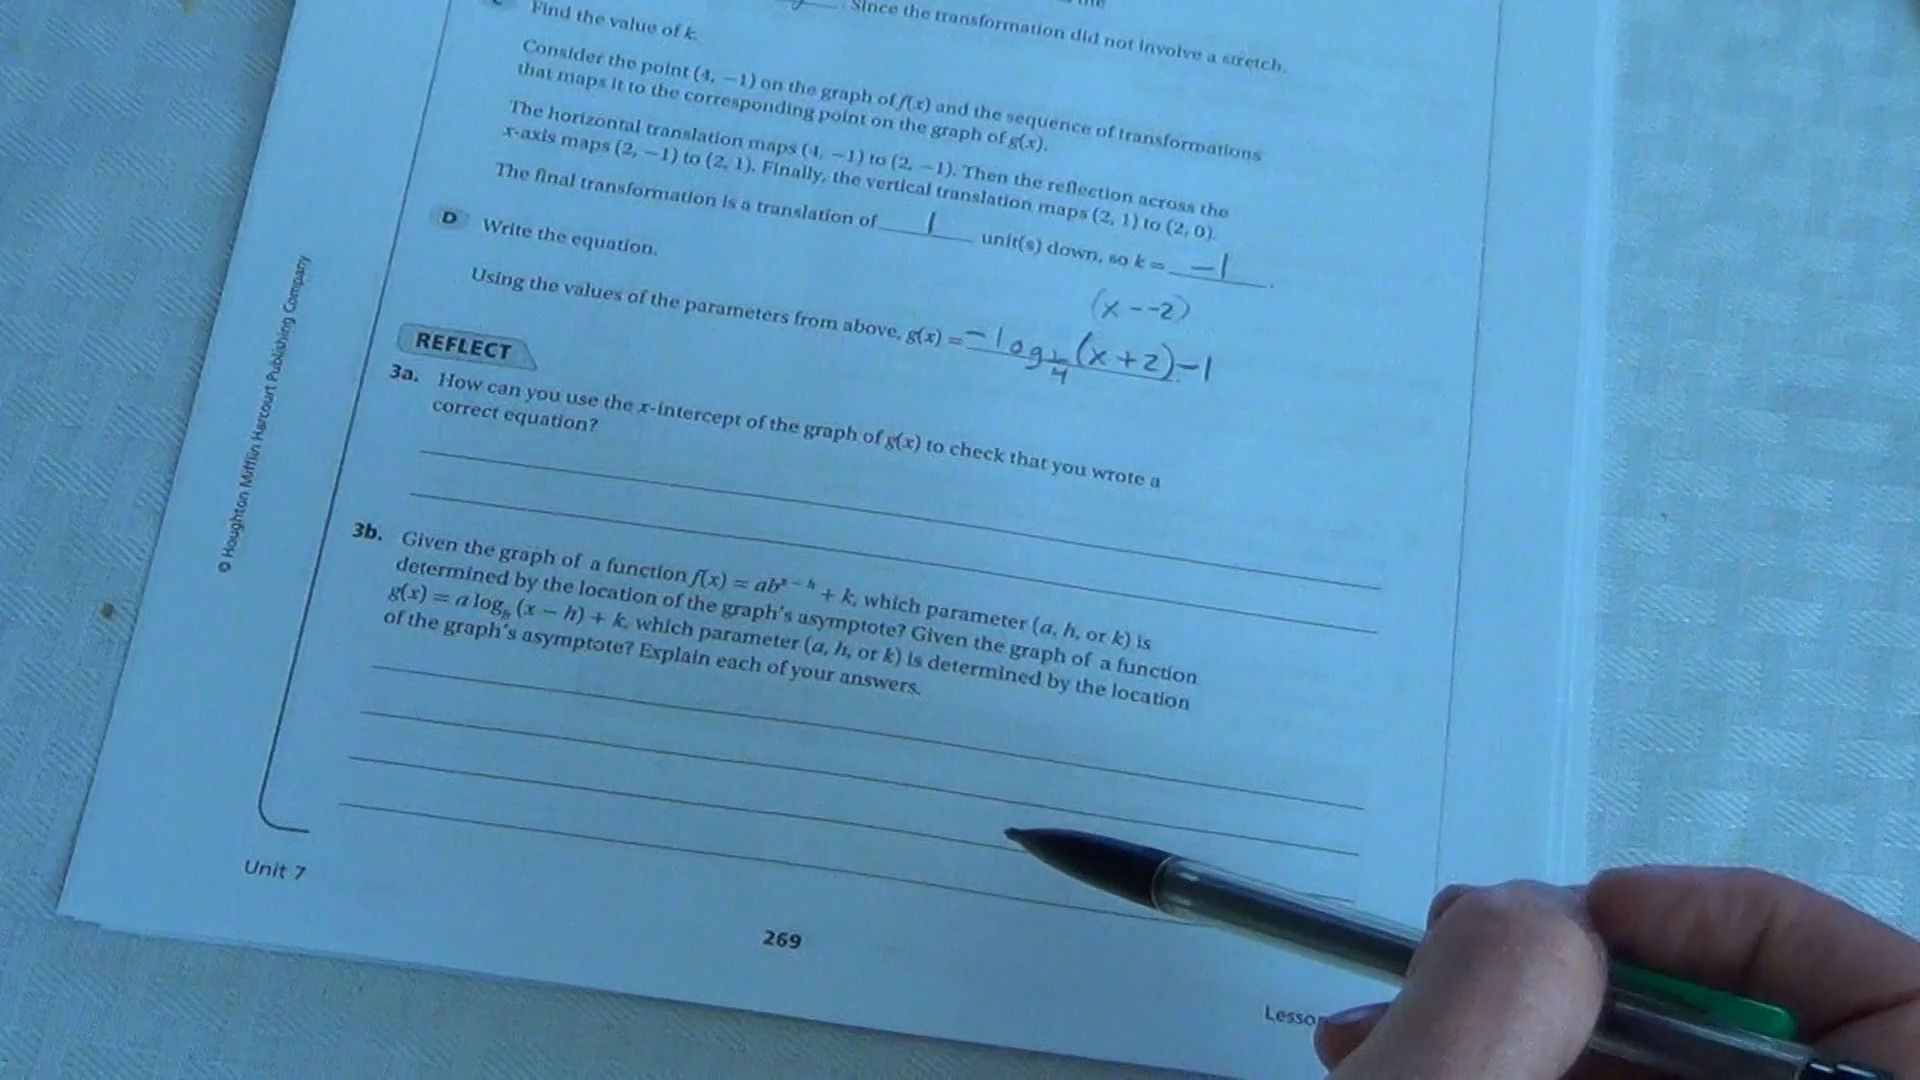 the
Since the transformation did not involve a stretch.
Find the value of k.
Consider the point (4, −1) on the graph of f(x) and the sequence of transformations
that maps it to the corresponding point on the graph of g(x).
The horizontal translation maps (4, −1) to (2, −1). Then the reflection across the
x-axis maps (2, −1) to (2, 1). Finally, the vertical translation maps (2, 1) to (2, 0).
The final transformation is a translation of 1 unit(s) down, so k = −1.
D Write the equation.
(x − −2)
Using the values of the parameters from above, g(x) = −log_{1/4}(x + 2) − 1
REFLECT
3a. How can you use the x-intercept of the graph of g(x) to check that you wrote a
correct equation?
3b. Given the graph of a function f(x) = ab^{x − h} + k, which parameter (a, h, or k) is
determined by the location of the graph's asymptote? Given the graph of a function
g(x) = a log_b (x − h) + k, which parameter (a, h, or k) is determined by the location
of the graph's asymptote? Explain each of your answers.
© Houghton Mifflin Harcourt Publishing Company
Unit 7
269